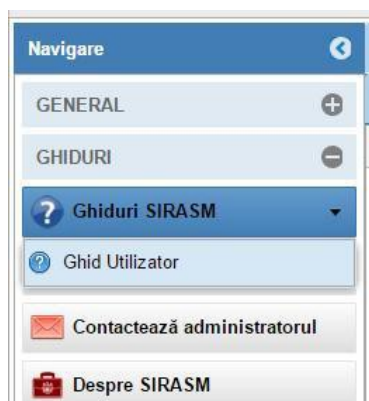 Navigare
GENERAL
GHIDURI
Ghiduri SIRASM
Ghid Utilizator
Contactează administratorul
Despre SIRASM